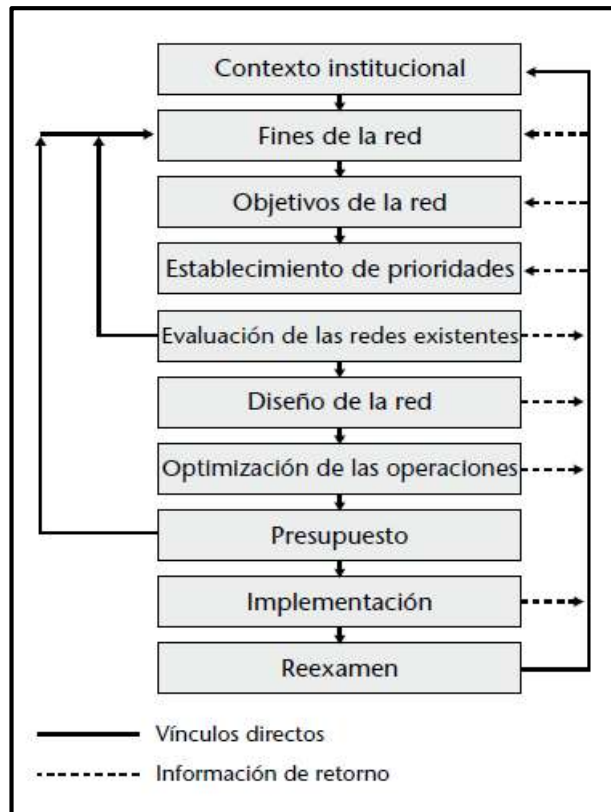 Contexto institucional
Fines de la red
Objetivos de la red
Establecimiento de prioridades
Evaluación de las redes existentes
Diseño de la red
Optimización de las operaciones
Presupuesto
Implementación
Reexamen
Vínculos directos
Información de retorno